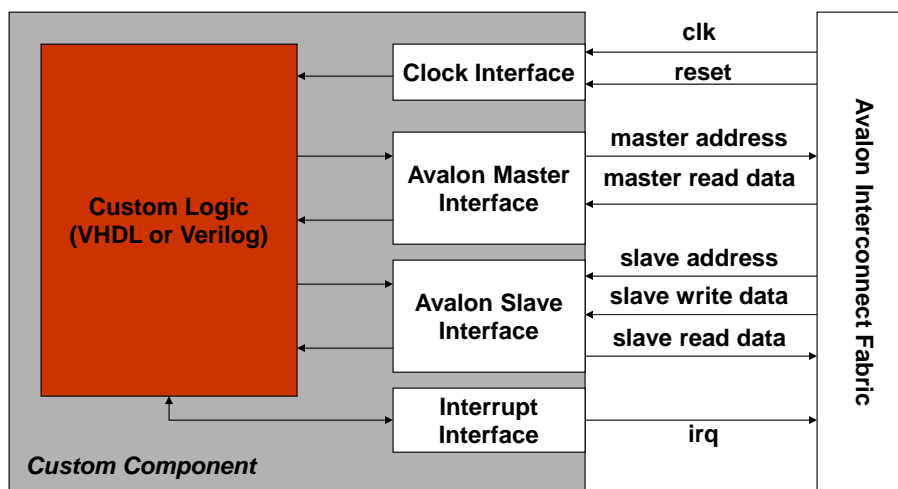 clk
Clock Interface
reset
master address
Avalon Master
Interface
master read data
Custom Logic
(VHDL or Verilog)
slave address
Avalon Slave
Interface
slave write data
slave read data
Interrupt
Interface
irq
Custom Component
Avalon Interconnect Fabric